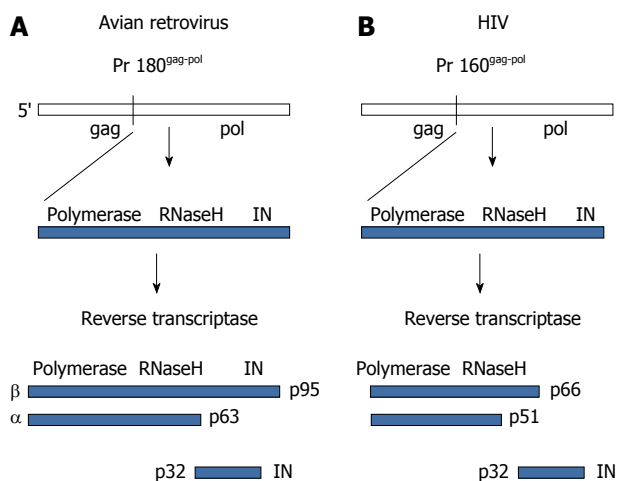 A Avian retrovirus
Pr 180gag-pol
5'
gag pol
Polymerase RNaseH IN
Reverse transcriptase
Polymerase RNaseH IN
β p95
α p63
p32 IN
B HIV
Pr 160gag-pol
gag pol
Polymerase RNaseH IN
Reverse transcriptase
Polymerase RNaseH
p66
p51
p32 IN